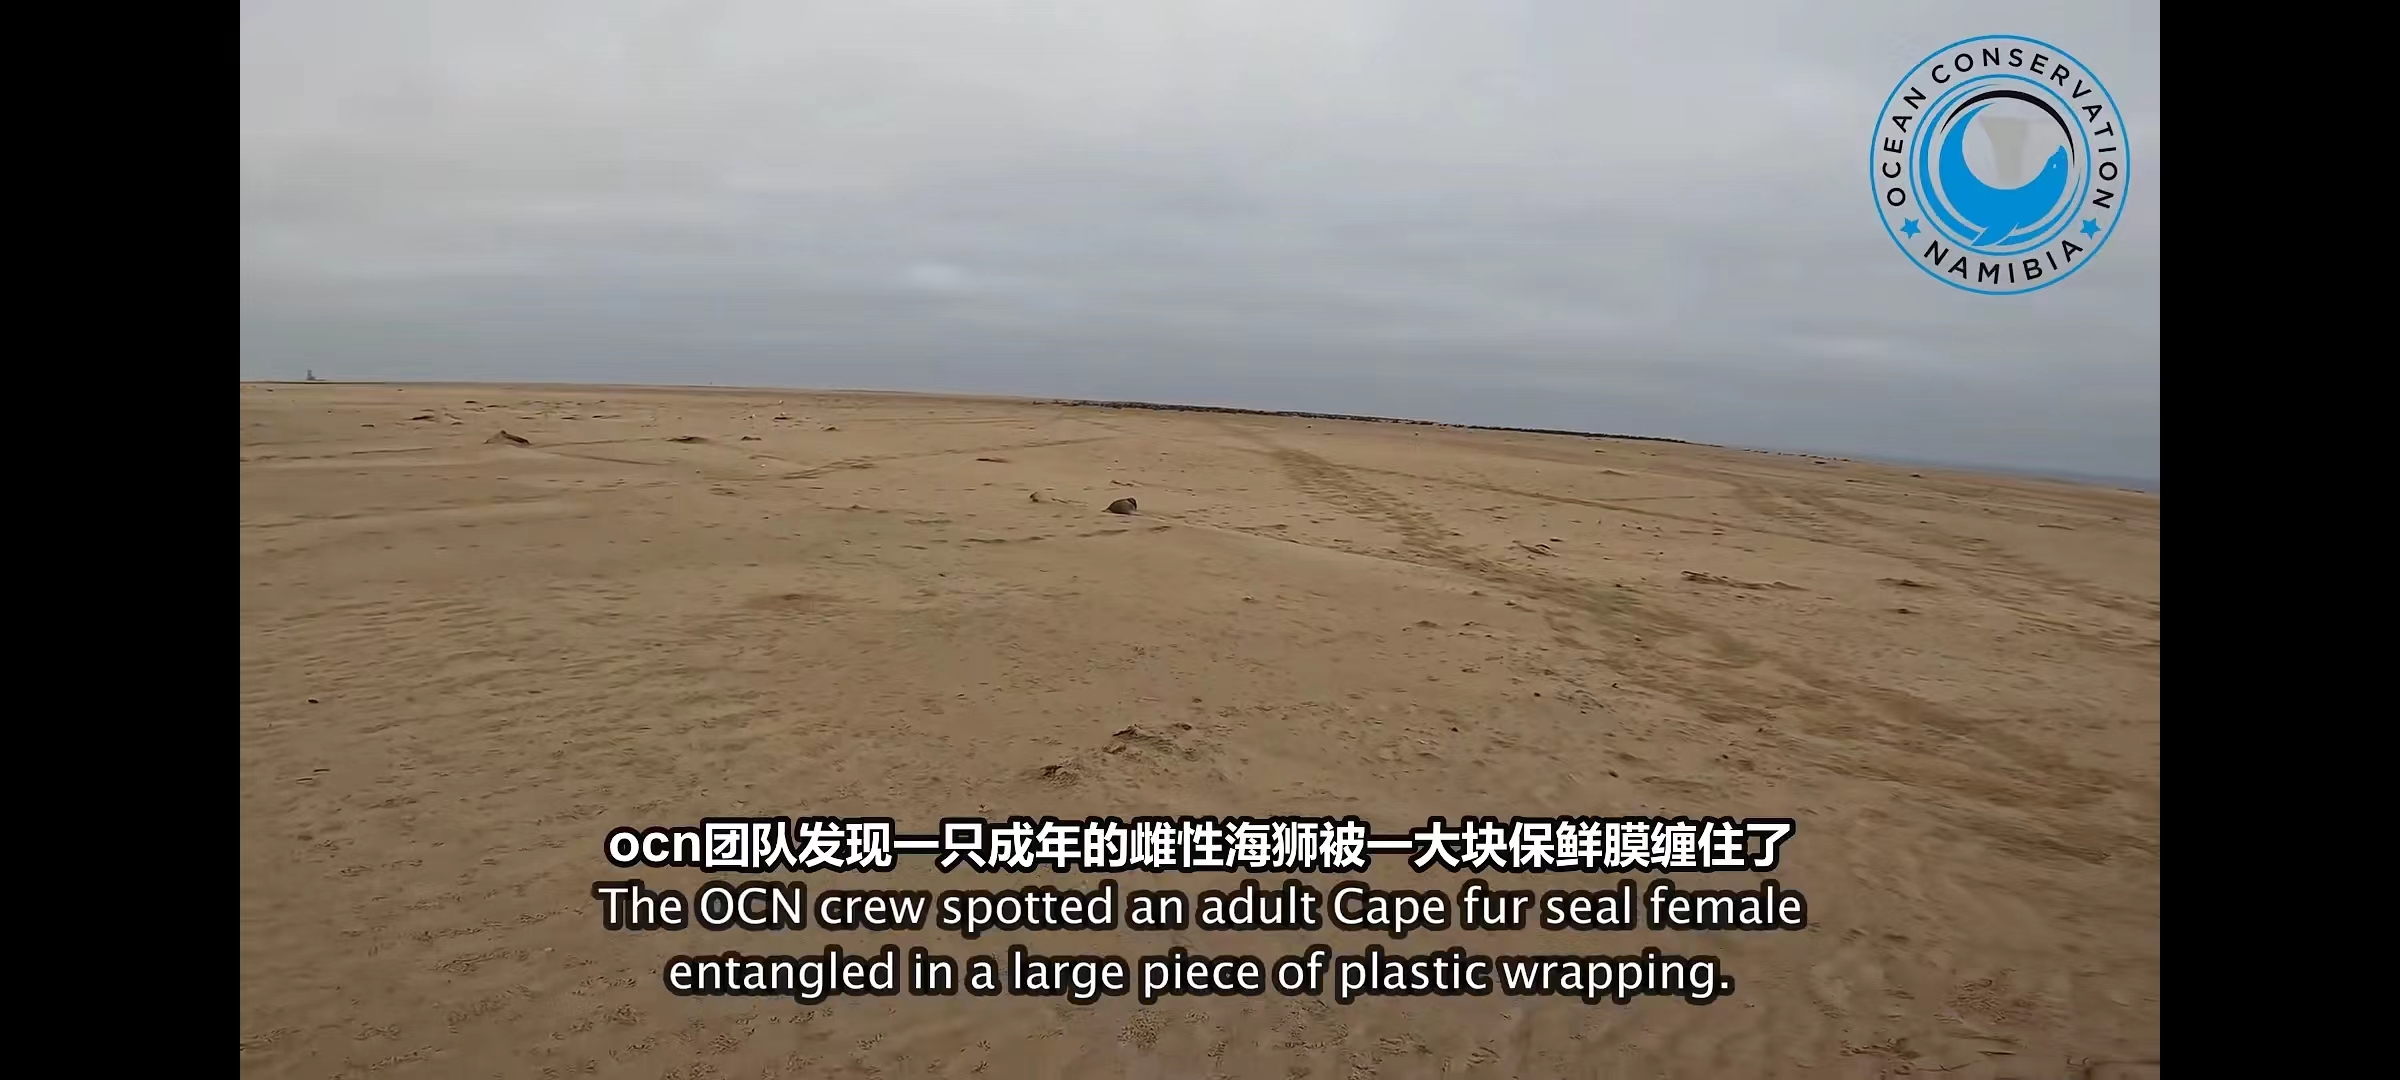 OCEAN CONSERVATION
NAMIBIA
ocn团队发现一只成年的雌性海狮被一大块保鲜膜缠住了
The OCN crew spotted an adult Cape fur seal female
entangled in a large piece of plastic wrapping.